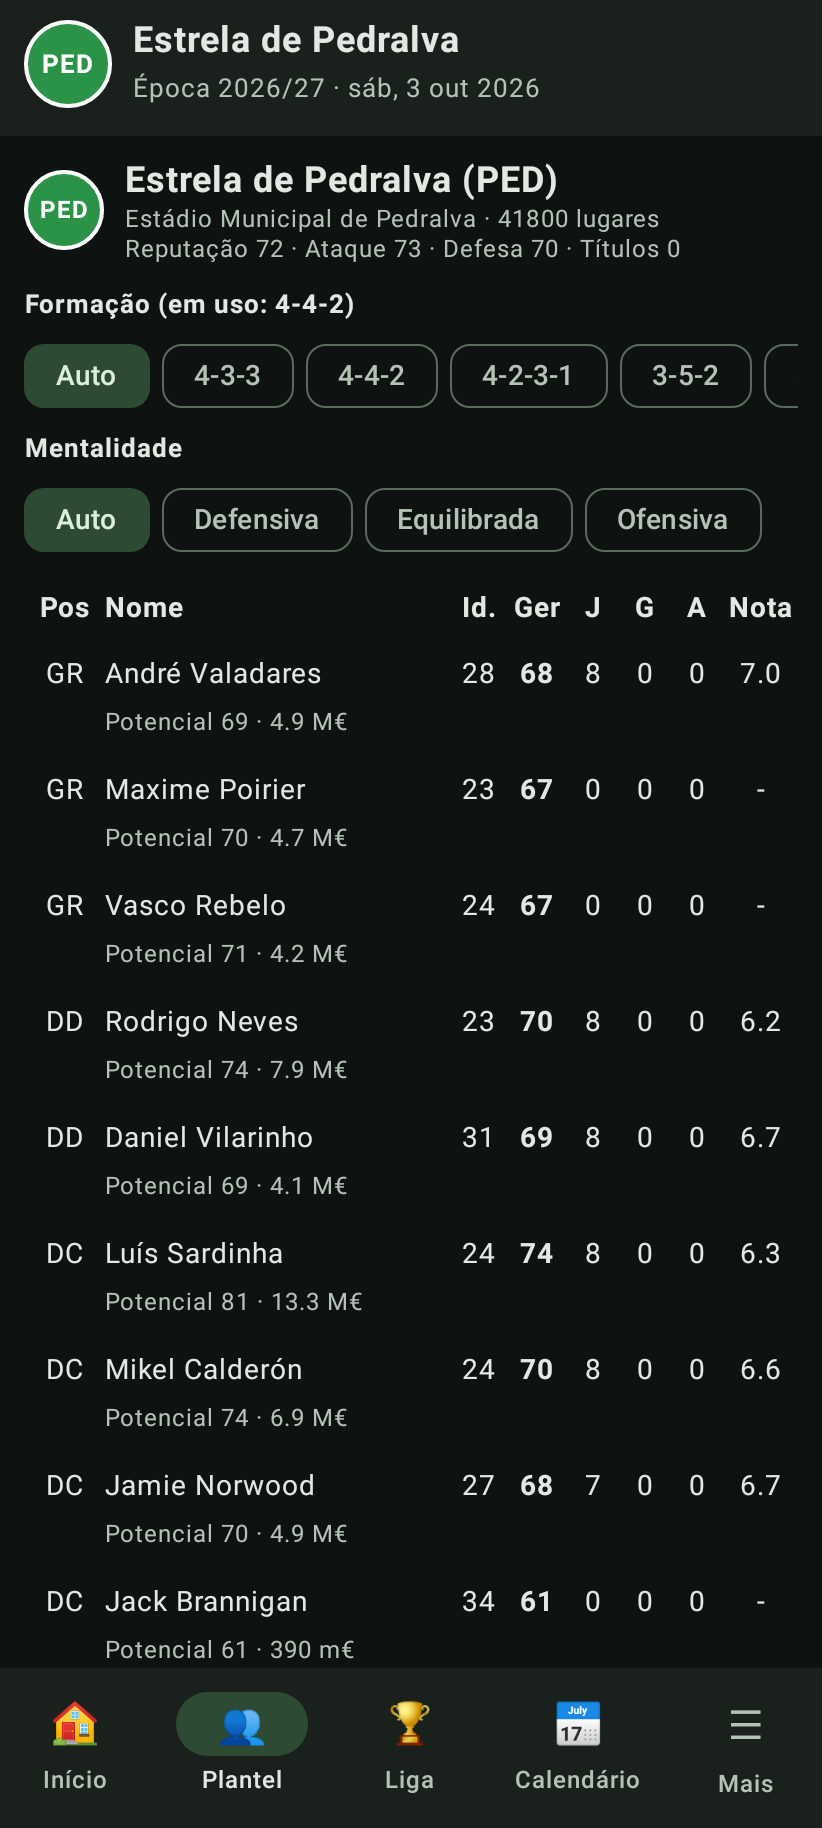 PED
Estrela de Pedralva
Época 2026/27 · sáb, 3 out 2026
PED
Estrela de Pedralva (PED)
Estádio Municipal de Pedralva · 41800 lugares
Reputação 72 · Ataque 73 · Defesa 70 · Títulos 0
Formação (em uso: 4-4-2)
Auto 4-3-3 4-4-2 4-2-3-1 3-5-2
Mentalidade
Auto Defensiva Equilibrada Ofensiva
Pos Nome Id. Ger J G A Nota
GR André Valadares 28 68 8 0 0 7.0
Potencial 69 · 4.9 M€
GR Maxime Poirier 23 67 0 0 0 -
Potencial 70 · 4.7 M€
GR Vasco Rebelo 24 67 0 0 0 -
Potencial 71 · 4.2 M€
DD Rodrigo Neves 23 70 8 0 0 6.2
Potencial 74 · 7.9 M€
DD Daniel Vilarinho 31 69 8 0 0 6.7
Potencial 69 · 4.1 M€
DC Luís Sardinha 24 74 8 0 0 6.3
Potencial 81 · 13.3 M€
DC Mikel Calderón 24 70 8 0 0 6.6
Potencial 74 · 6.9 M€
DC Jamie Norwood 27 68 7 0 0 6.7
Potencial 70 · 4.9 M€
DC Jack Brannigan 34 61 0 0 0 -
Potencial 61 · 390 m€
July
17
Início Plantel Liga Calendário Mais